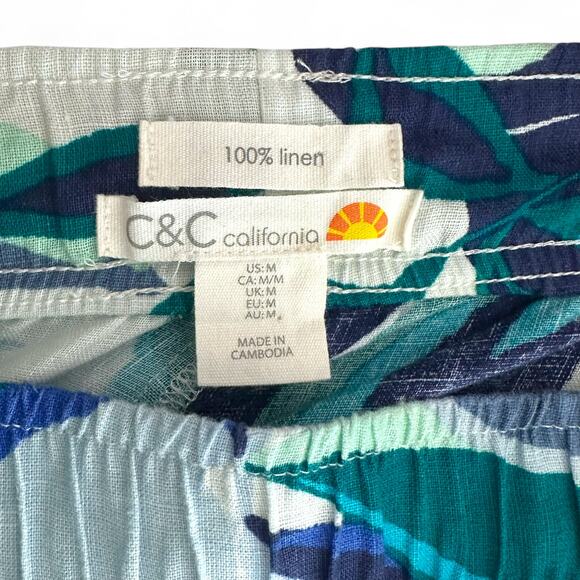 100% linen
C&C california
US: M
CA: M/M
UK: M
EU: M
AU: M
MADE IN
CAMBODIA